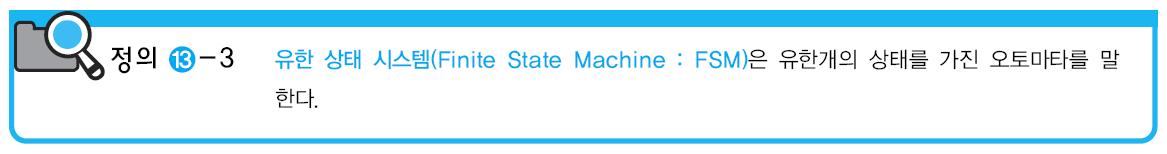 정의 13-3 유한 상태 시스템(Finite State Machine : FSM)은 유한개의 상태를 가진 오토마타를 말
한다.